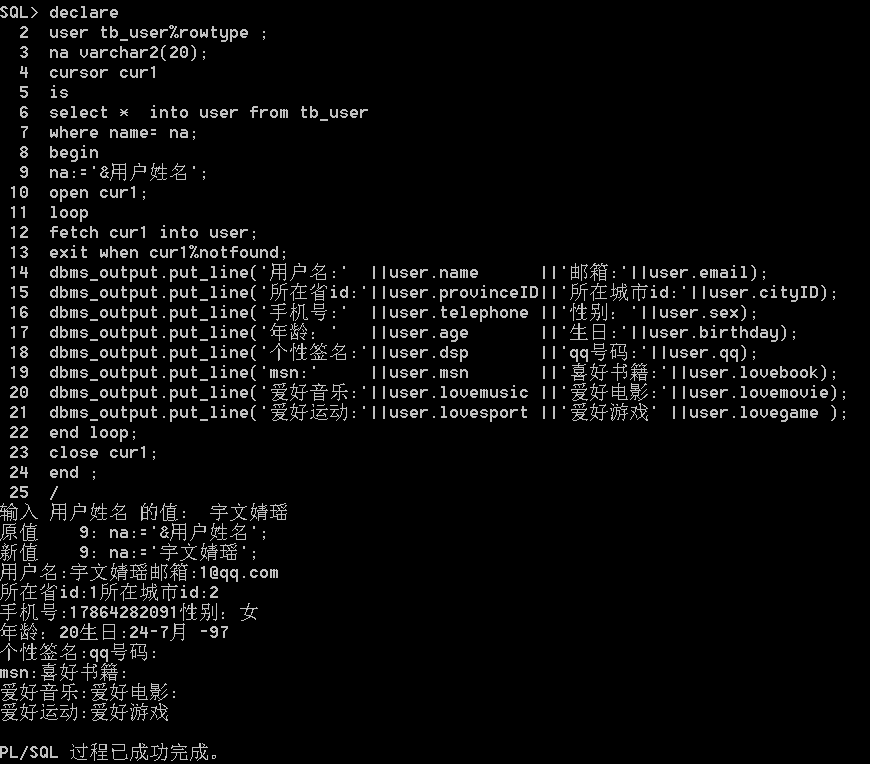 SQL> declare
  2  user tb_user%rowtype ;
  3  na varchar2(20);
  4  cursor cur1
  5  is
  6  select *  into user from tb_user
  7  where name= na;
  8  begin
  9  na:='&用户姓名';
 10  open cur1;
 11  loop
 12  fetch cur1 into user;
 13  exit when cur1%notfound;
 14  dbms_output.put_line('用户名:'  ||user.name      ||'邮箱:'||user.email);
 15  dbms_output.put_line('所在省id:'||user.provinceID||'所在城市id:'||user.cityID);
 16  dbms_output.put_line('手机号:'  ||user.telephone ||'性别: '||user.sex);
 17  dbms_output.put_line('年龄: '   ||user.age       ||'生日:'||user.birthday);
 18  dbms_output.put_line('个性签名:'||user.dsp       ||'qq号码:'||user.qq);
 19  dbms_output.put_line('msn:'     ||user.msn       ||'喜好书籍:'||user.lovebook);
 20  dbms_output.put_line('爱好音乐:'||user.lovemusic ||'爱好电影:'||user.lovemovie);
 21  dbms_output.put_line('爱好运动:'||user.lovesport ||'爱好游戏' ||user.lovegame );
 22  end loop;
 23  close cur1;
 24  end ;
 25  /
输入 用户姓名 的值:  宇文婧瑶
原值    9: na:='&用户姓名';
新值    9: na:='宇文婧瑶';
用户名:宇文婧瑶邮箱:1@qq.com
所在省id:1所在城市id:2
手机号:17864282091性别: 女
年龄: 20生日:24-7月 -97
个性签名:qq号码:
msn:喜好书籍:
爱好音乐:爱好电影:
爱好运动:爱好游戏
PL/SQL 过程已成功完成。